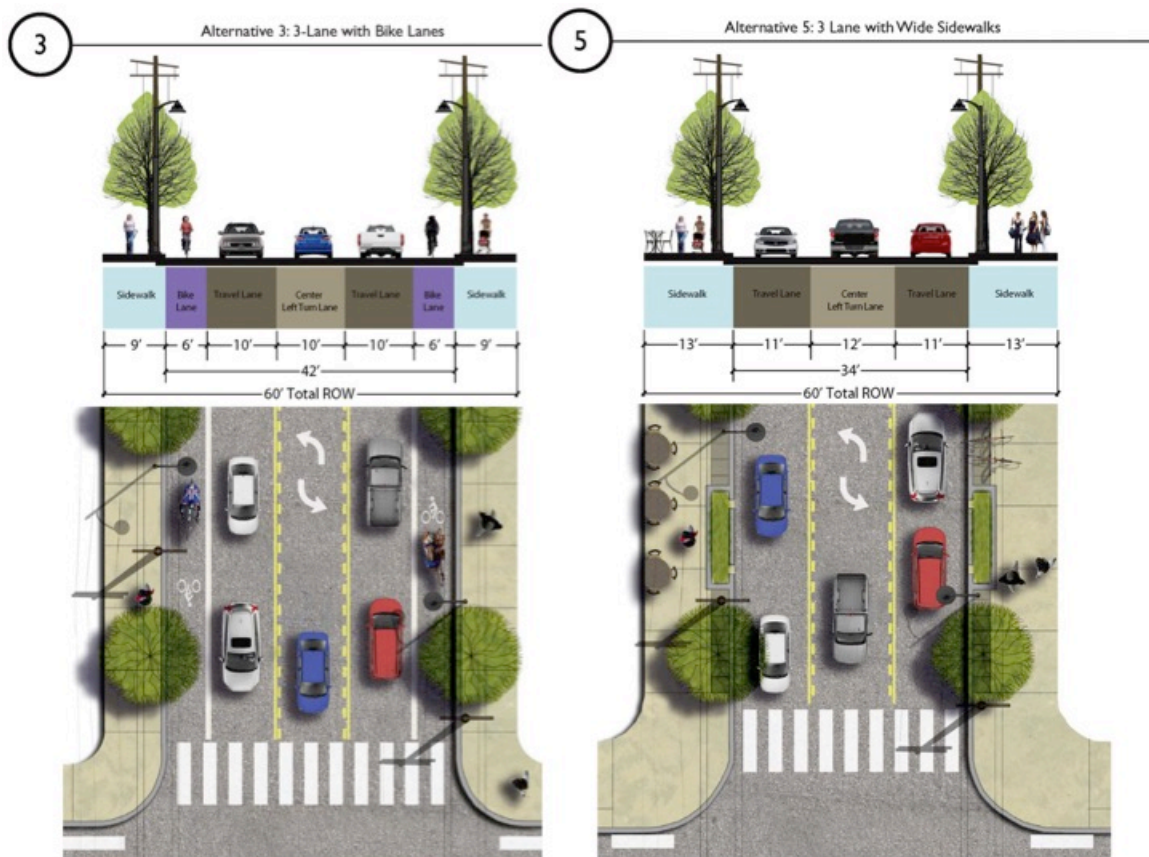 3
Alternative 3: 3-Lane with Bike Lanes
Sidewalk
Bike
Lane
Travel Lane
Center
Left Turn Lane
Travel Lane
Bike
Lane
Sidewalk
9’
6’
10’
10’
10’
6’
9’
42’
60’ Total ROW
5
Alternative 5: 3 Lane with Wide Sidewalks
Sidewalk
Travel Lane
Center
Left Turn Lane
Travel Lane
Sidewalk
13’
11’
12’
11’
13’
34’
60’ Total ROW